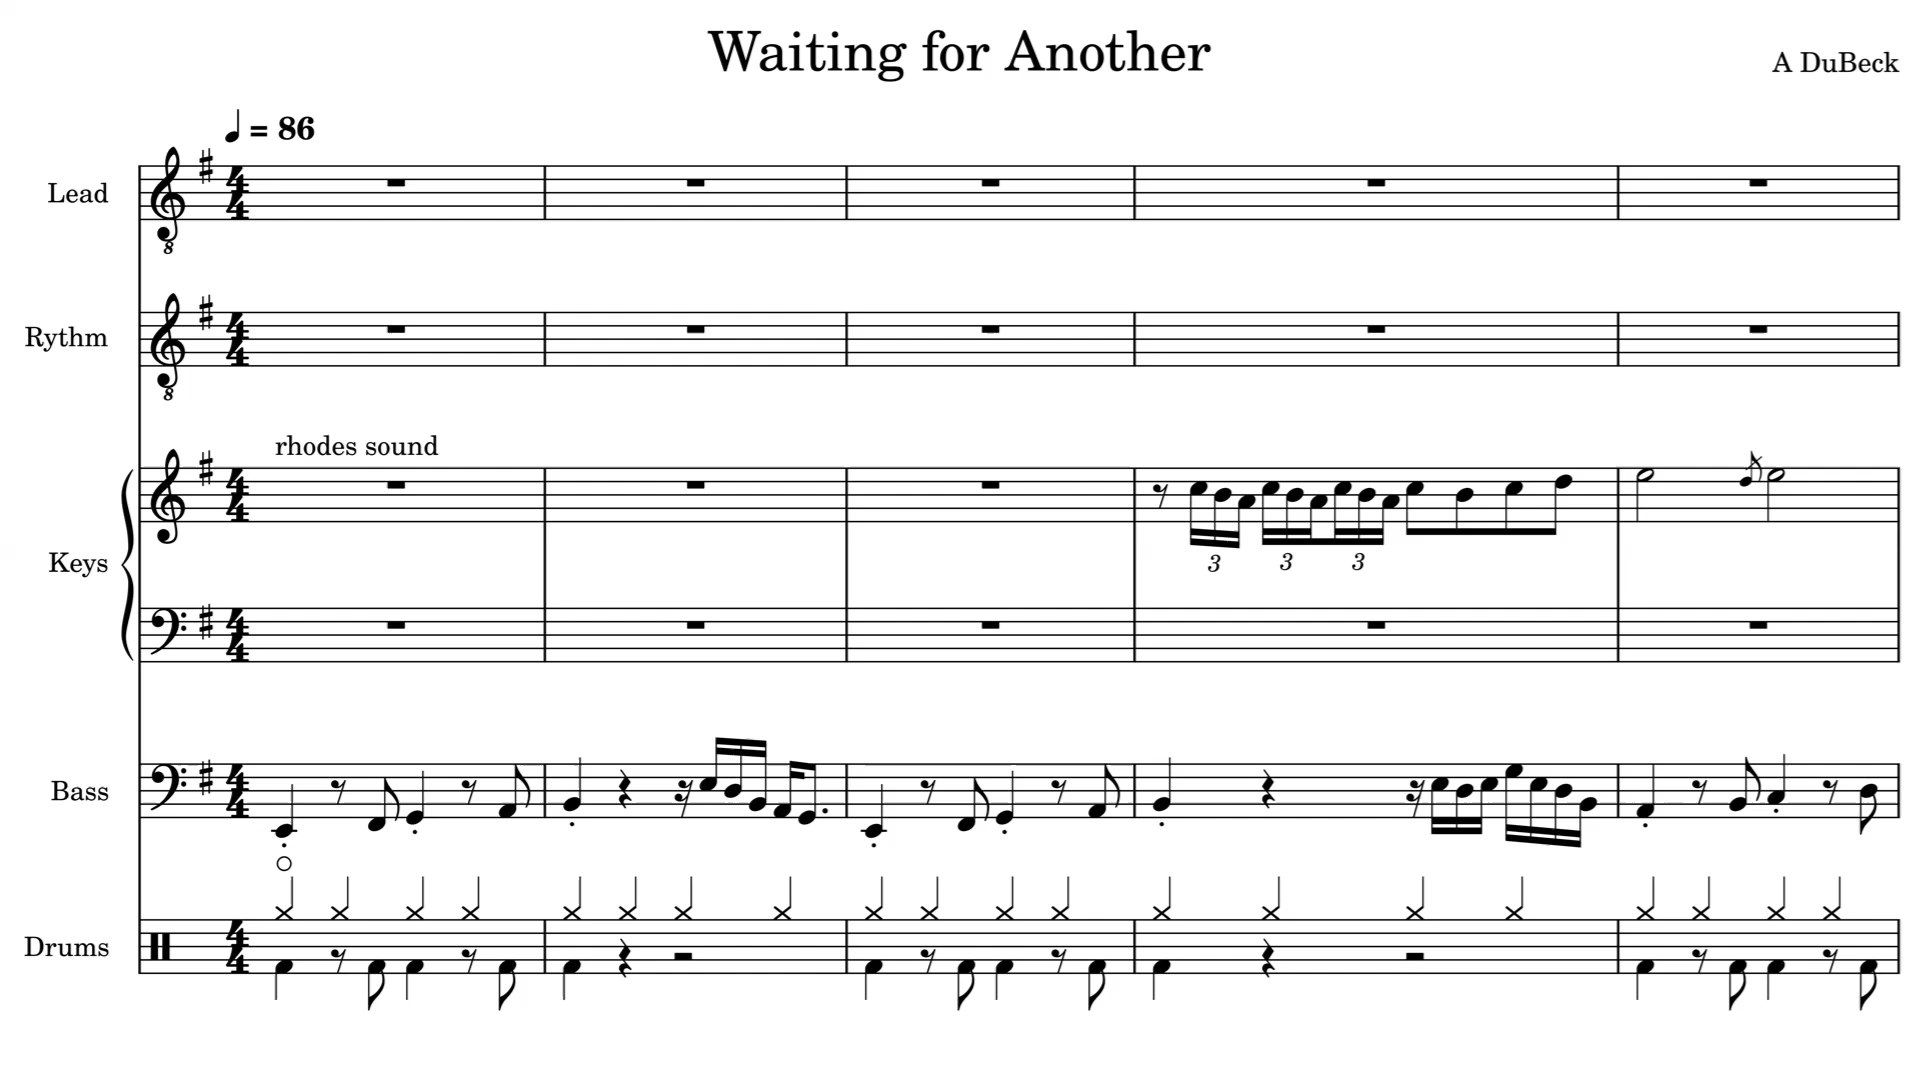 Waiting for Another
A DuBeck
= 86
Lead
8
Rythm
8
rhodes sound
Keys
3 3 3
Bass
Drums